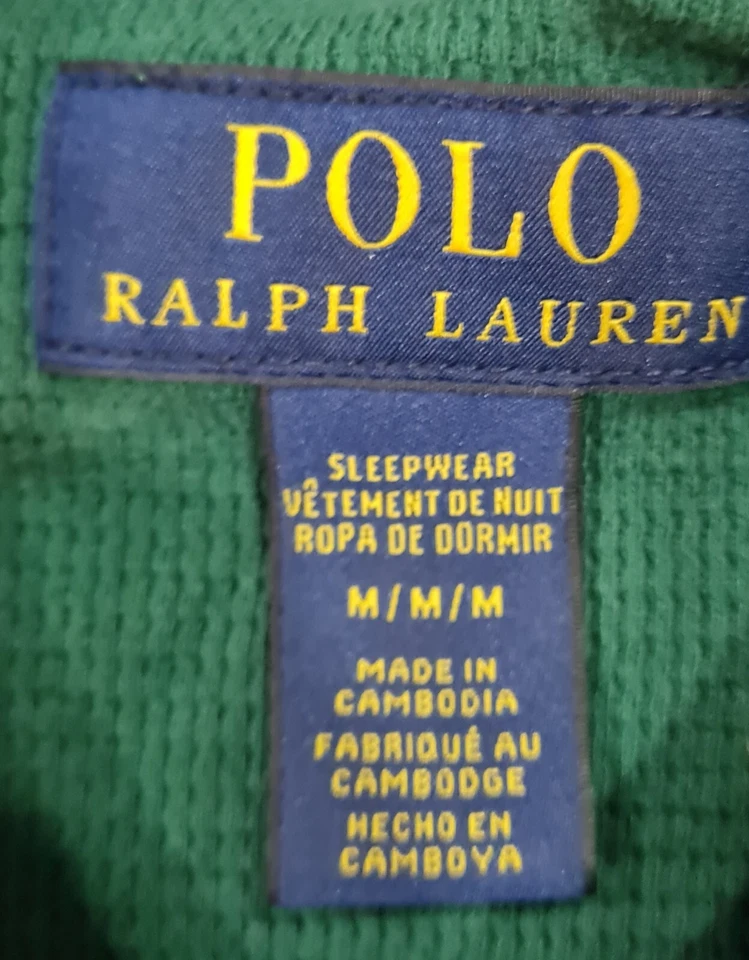 POLO
RALPH LAUREN
SLEEPWEAR
VÊTEMENT DE NUIT
ROPA DE DORMIR
M/M/M
MADE IN
CAMBODIA
FABRIQUÉ AU
CAMBODGE
HECHO EN
CAMBOYA